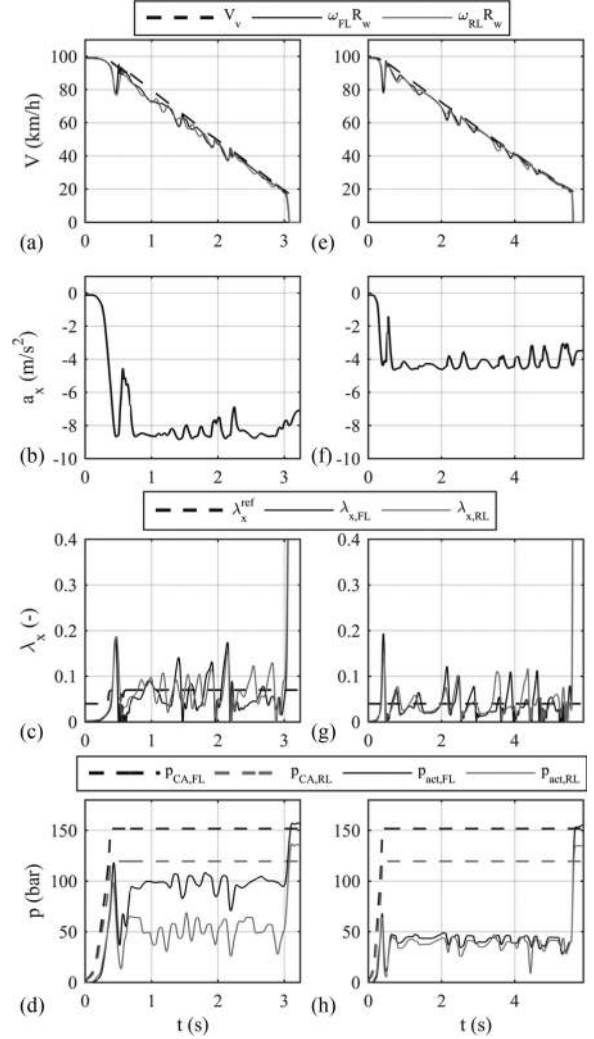 V_v ω_FL R_w ω_RL R_w
100
80
60
40
20
0
V (km/h)
(a)
0 1 2 3
100
80
60
40
20
0
(e)
0 2 4
0
-2
-4
-6
-8
-10
a_x (m/s²)
(b)
0 1 2 3
0
-2
-4
-6
-8
-10
(f)
0 2 4
λ_x^ref λ_x,FL λ_x,RL
0.4
0.3
0.2
0.1
0
λ_x (-)
(c)
0 1 2 3
0.4
0.3
0.2
0.1
0
(g)
0 2 4
p_CA,FL p_CA,RL p_act,FL p_act,RL
150
100
50
0
p (bar)
(d)
0 1 2 3
t (s)
150
100
50
0
(h)
0 2 4
t (s)